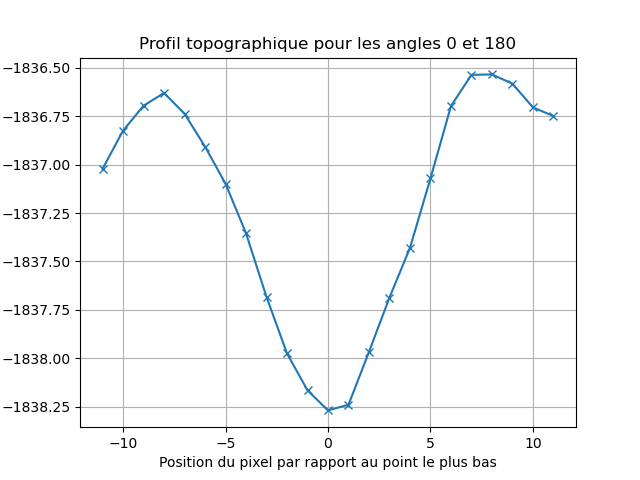 Profil topographique pour les angles 0 et 180
−1836.50
−1836.75
−1837.00
−1837.25
−1837.50
−1837.75
−1838.00
−1838.25
−10 −5 0 5 10
Position du pixel par rapport au point le plus bas